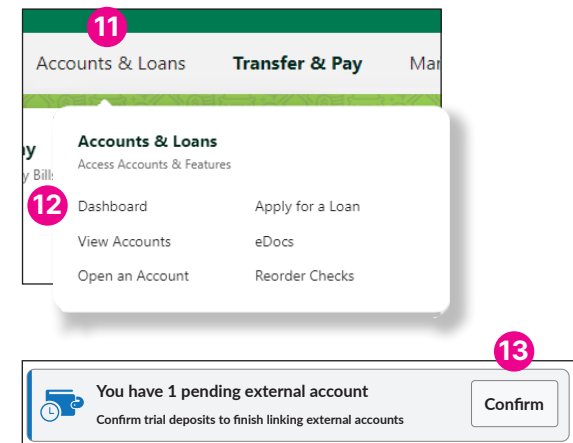 11
Accounts & Loans Transfer & Pay Mar
y
y Bill
Accounts & Loans
Access Accounts & Features
12
Dashboard Apply for a Loan
View Accounts eDocs
Open an Account Reorder Checks
13
You have 1 pending external account
Confirm trial deposits to finish linking external accounts
Confirm